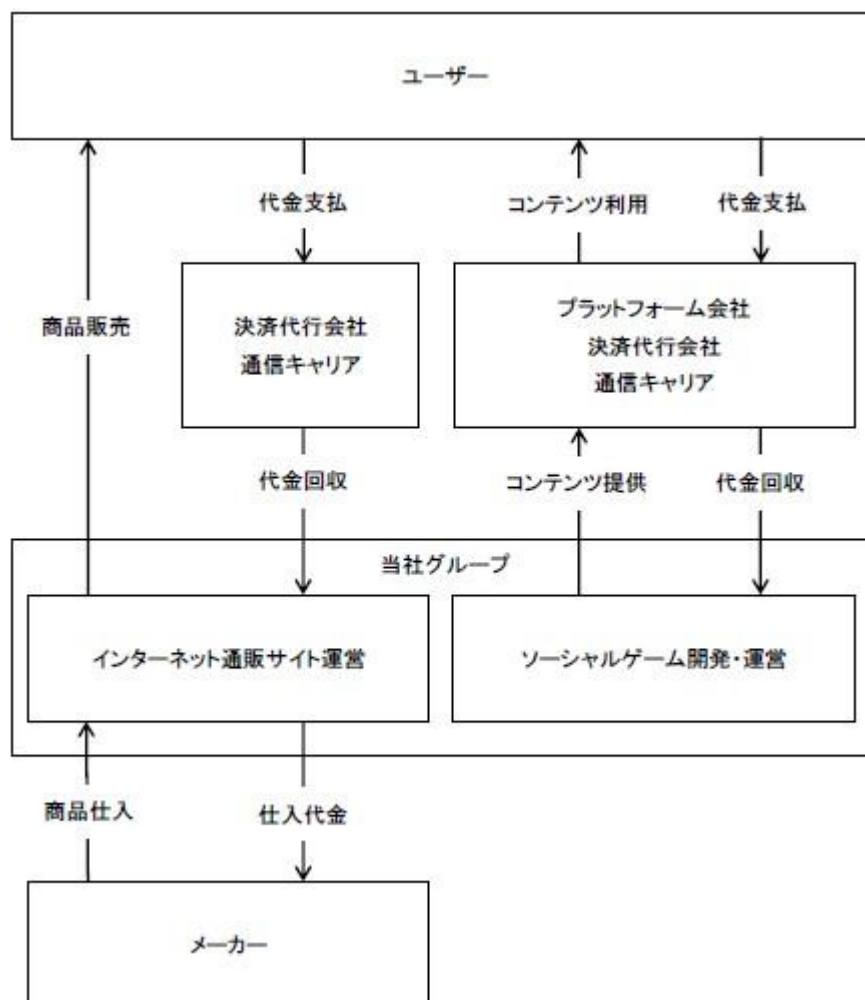 ユーザー
代金支払
コンテンツ利用
代金支払
商品販売
決済代行会社
通信キャリア
プラットフォーム会社
決済代行会社
通信キャリア
代金回収
コンテンツ提供
代金回収
当社グループ
インターネット通販サイト運営
ソーシャルゲーム開発・運営
商品仕入
仕入代金
メーカー